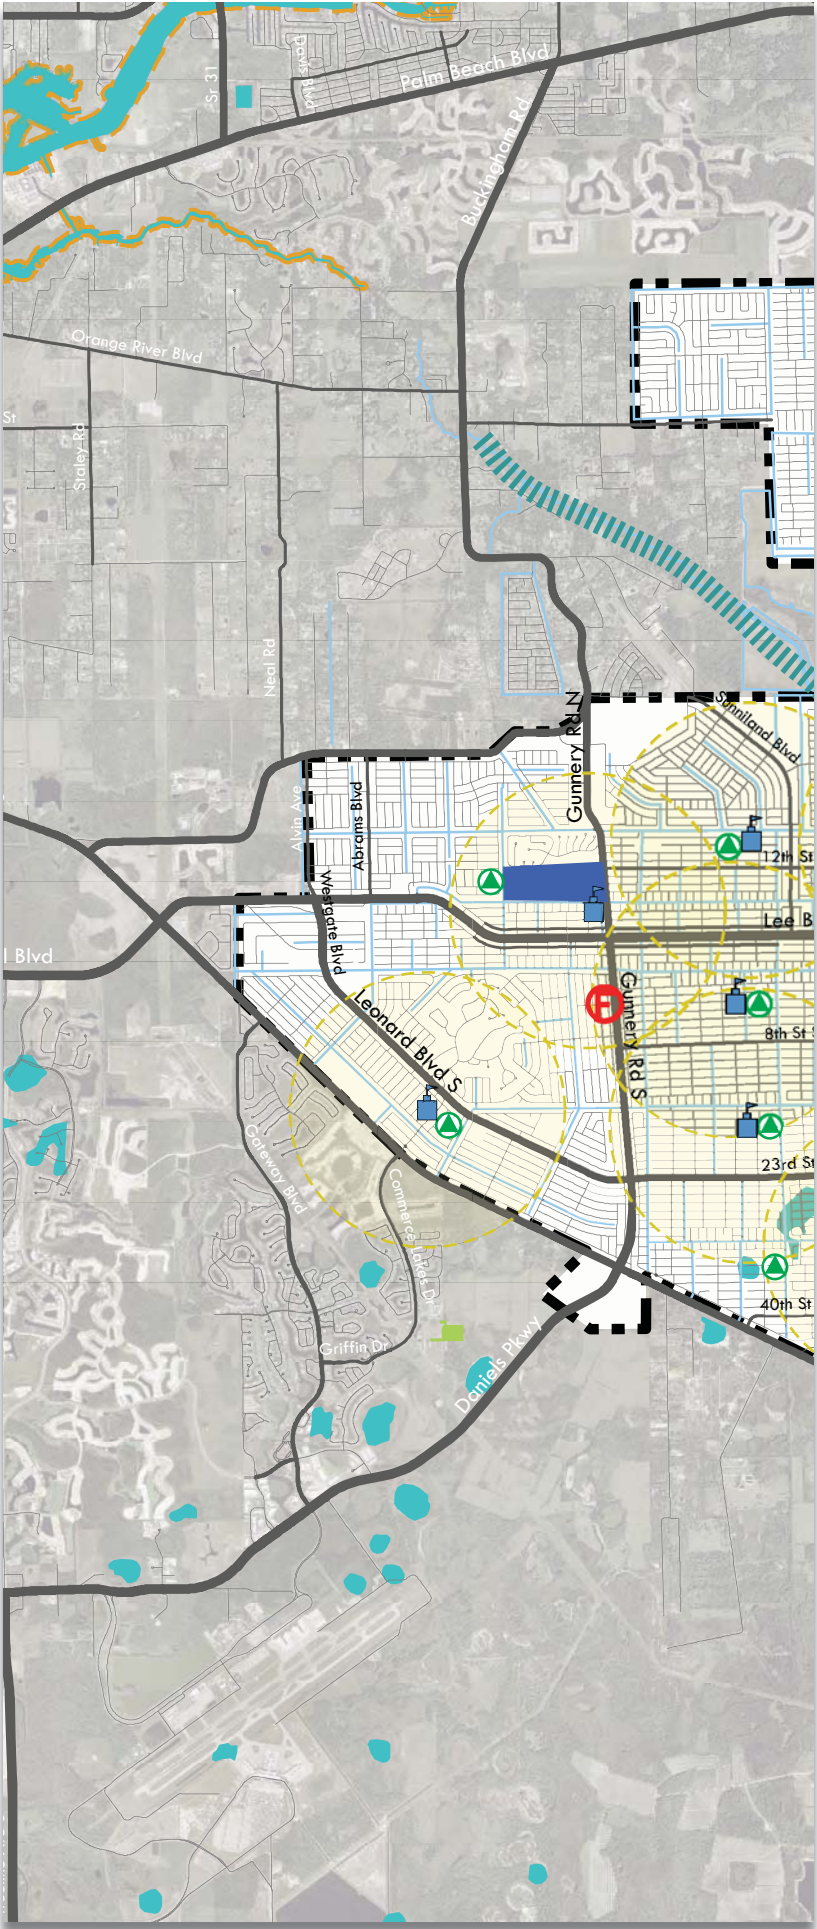 Davis Blvd
Palm Beach Blvd
Sr 31
Buckingham Rd
Orange River Blvd
St
Staley Rd
Neal Rd
Gunnery Rd N
Sunniland Blvd
Alvin Ave
Abrams Blvd
12th St
Westgate Blvd
Lee B
l Blvd
Leonard Blvd S
F
Gunnery Rd S
8th St S
Gateway Blvd
23rd St
Commerce Lakes Dr
40th St
Griffin Dr
Daniels Pkwy